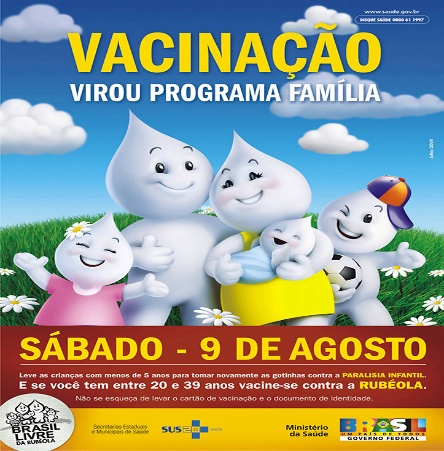 www.saude.gov.br
DISQUE SAÚDE 0800 61 1997
VACINAÇÃO
VIROU PROGRAMA FAMÍLIA
SÁBADO - 9 DE AGOSTO
Leve as crianças com menos de 5 anos para tomar novamente as gotinhas contra a PARALISIA INFANTIL.
E se você tem entre 20 e 39 anos vacine-se contra a RUBÉOLA.
Não se esqueça de levar o cartão de vacinação e o documento de identidade.
BRASIL
LIVRE
DA RUBÉOLA
Secretarias Estaduais
e Municipais de Saúde
SUS
Ministério
da Saúde
BRASIL
UM PAÍS DE TODOS
GOVERNO FEDERAL